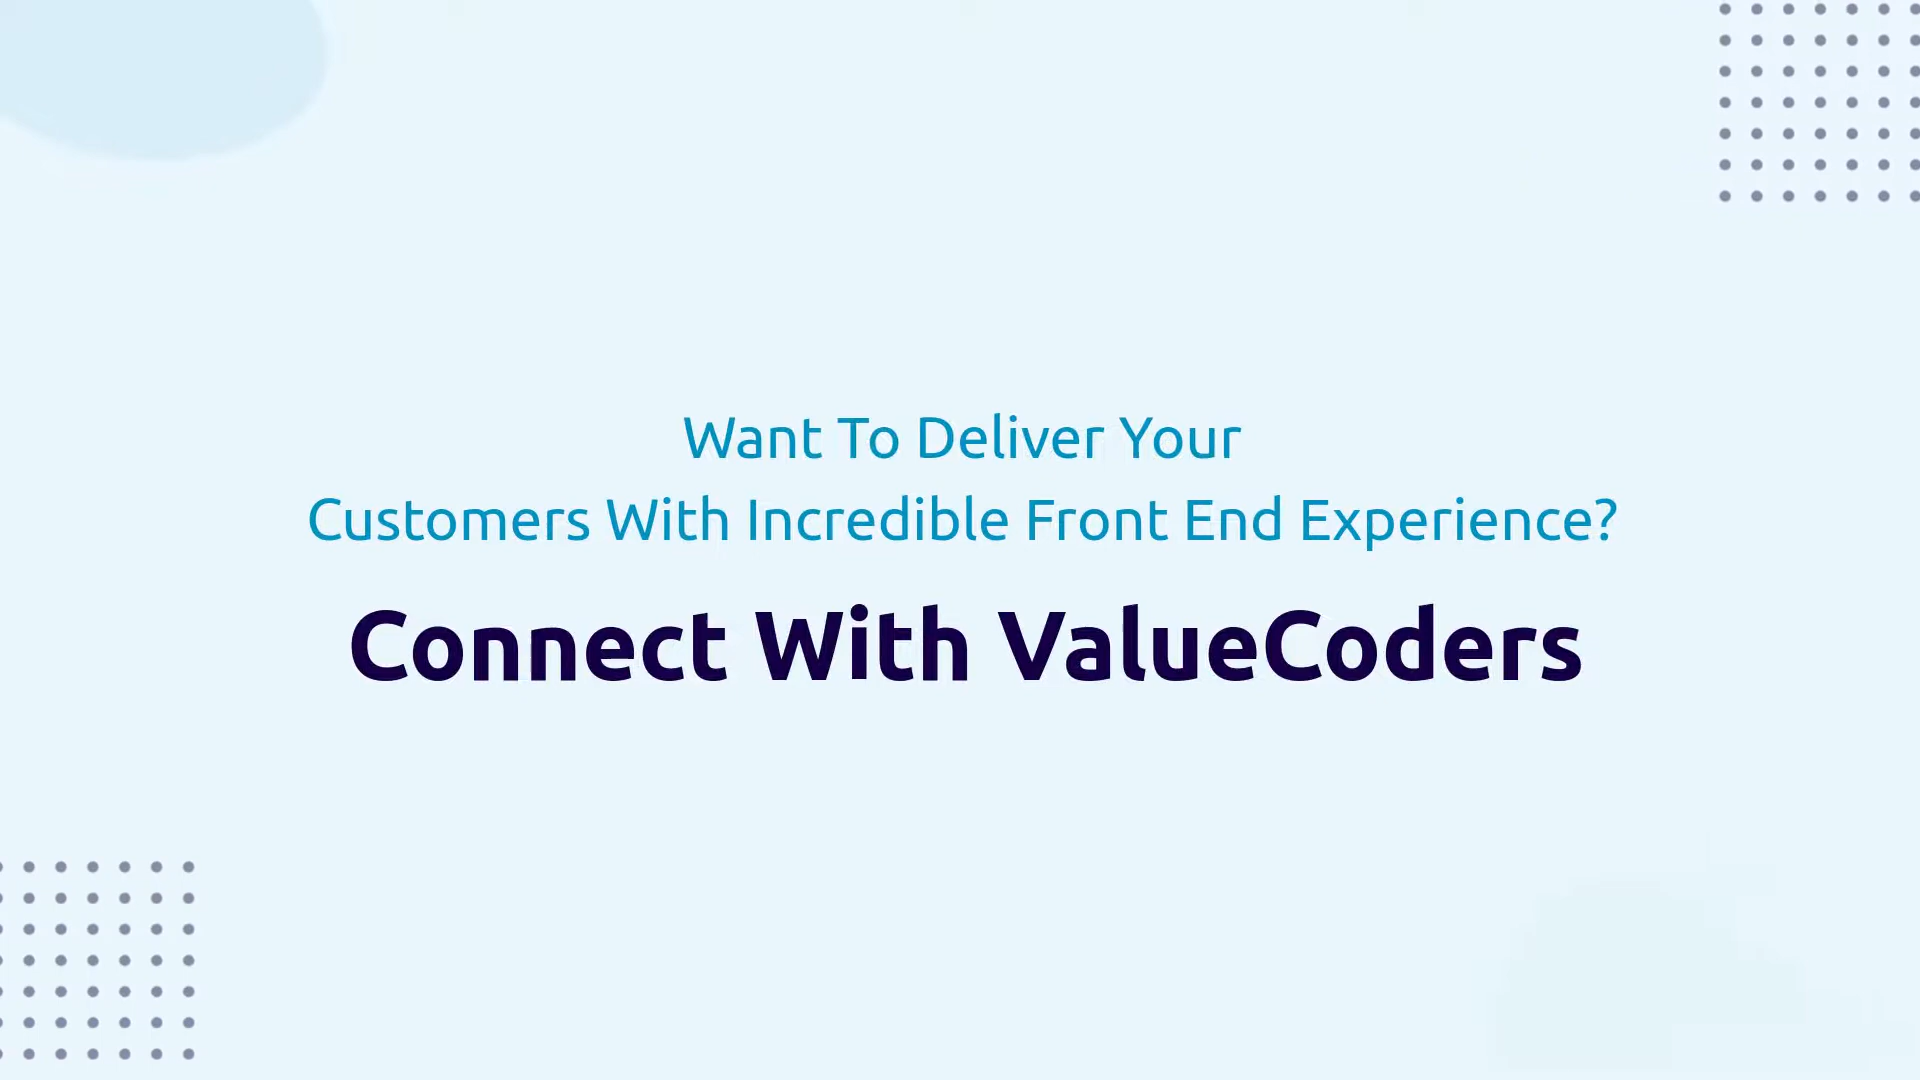 Want To Deliver Your
Customers With Incredible Front End Experience?
Connect With ValueCoders